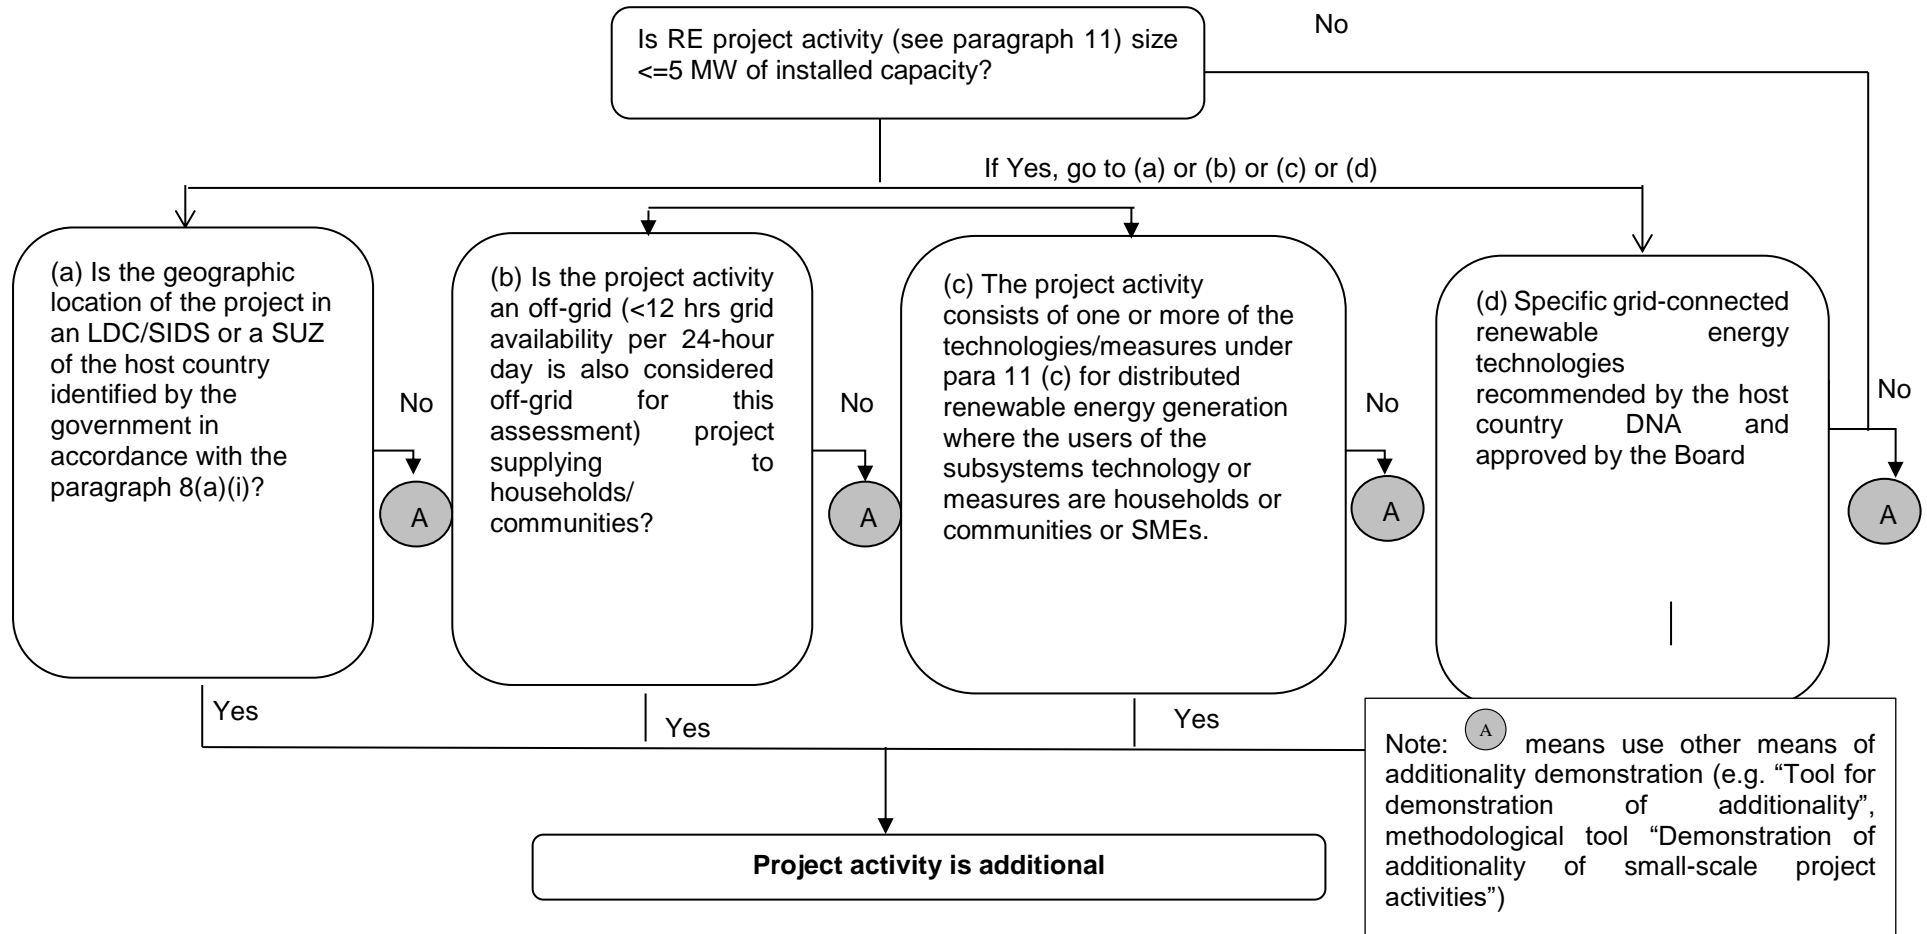 Is RE project activity (see paragraph 11) size
<=5 MW of installed capacity?
No
If Yes, go to (a) or (b) or (c) or (d)
(a) Is the geographic
location of the project in
an LDC/SIDS or a SUZ
of the host country
identified by the
government in
accordance with the
paragraph 8(a)(i)?
No
A
(b) Is the project activity
an off-grid (<12 hrs grid
availability per 24-hour
day is also considered
off-grid for this
assessment) project
supplying to
households/
communities?
No
A
(c) The project activity
consists of one or more of the
technologies/measures under
para 11 (c) for distributed
renewable energy generation
where the users of the
subsystems technology or
measures are households or
communities or SMEs.
No
A
(d) Specific grid-connected
renewable energy
technologies
recommended by the host
country DNA and
approved by the Board
No
A
Yes
Yes
Yes
Project activity is additional
Note: A means use other means of
additionality demonstration (e.g. “Tool for
demonstration of additionality”,
methodological tool “Demonstration of
additionality of small-scale project
activities”)